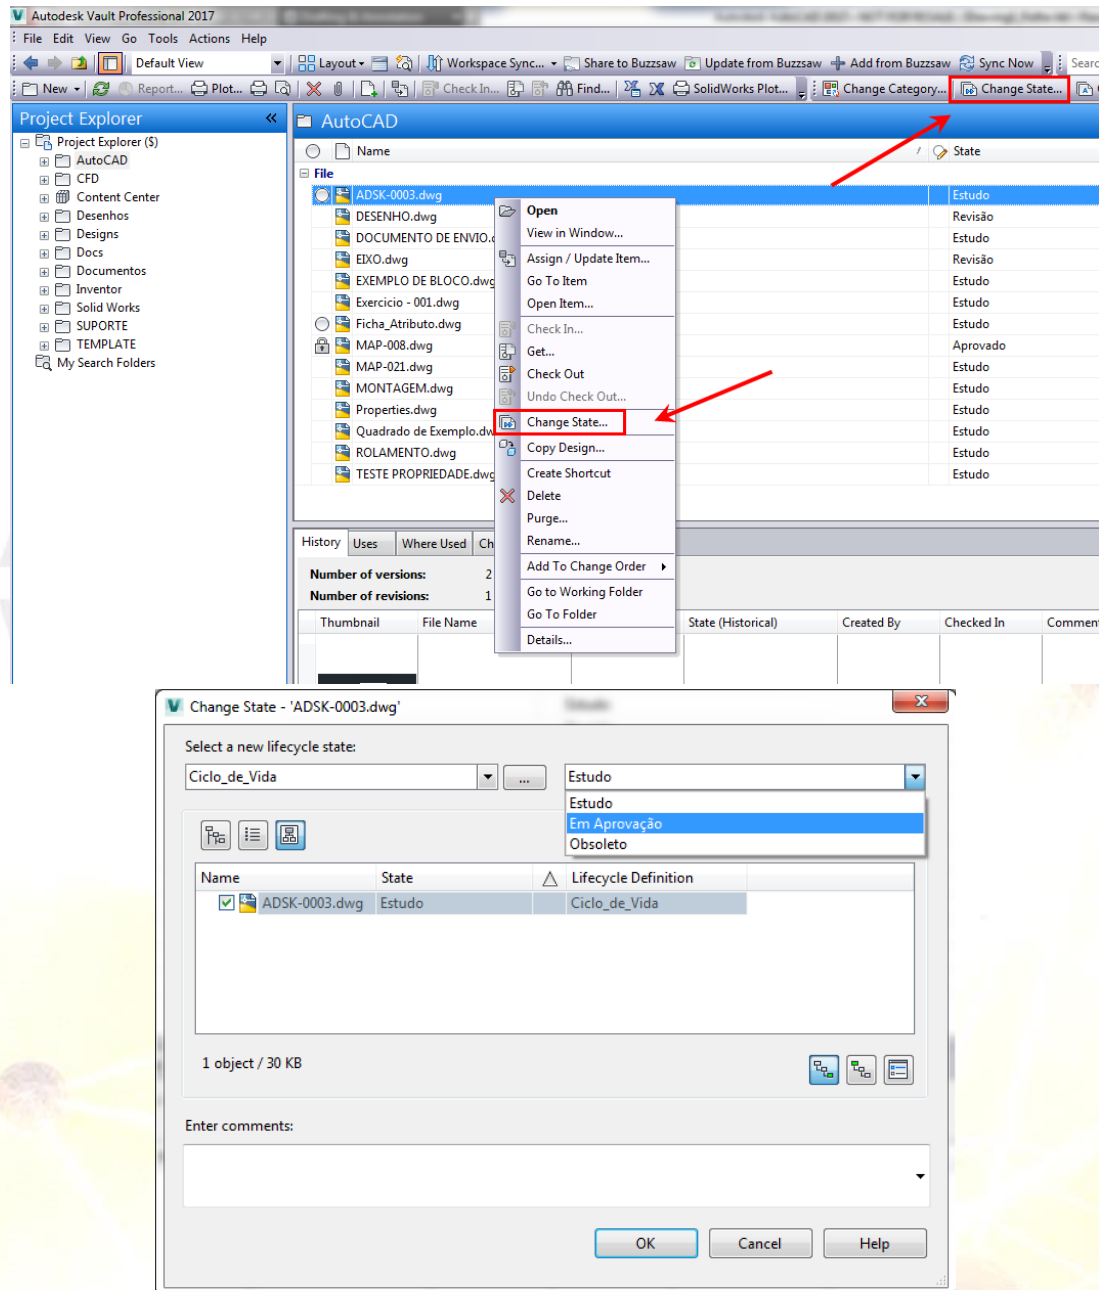 Autodesk Vault Professional 2017
File Edit View Go Tools Actions Help
Default View Layout Workspace Sync... Share to Buzzsaw Update from Buzzsaw Add from Buzzsaw Sync Now Searc
New Report... Plot... Check In... Find... SolidWorks Plot... Change Category... Change State...
Project Explorer «
Project Explorer ($)
AutoCAD
CFD
Content Center
Desenhos
Designs
Docs
Documentos
Inventor
Solid Works
SUPORTE
TEMPLATE
My Search Folders
AutoCAD
Name / State
File
ADSK-0003.dwg Estudo
DESENHO.dwg Revisão
DOCUMENTO DE ENVIO.d Estudo
EIXO.dwg Revisão
EXEMPLO DE BLOCO.dwg Estudo
Exercicio - 001.dwg Estudo
Ficha_Atributo.dwg Estudo
MAP-008.dwg Aprovado
MAP-021.dwg Estudo
MONTAGEM.dwg Estudo
Properties.dwg Estudo
Quadrado de Exemplo.dw Estudo
ROLAMENTO.dwg Estudo
TESTE PROPRIEDADE.dwg Estudo
Open
View in Window...
Assign / Update Item...
Go To Item
Open Item...
Check In...
Get...
Check Out
Undo Check Out...
Change State...
Copy Design...
Create Shortcut
Delete
Purge...
Rename...
Add To Change Order
Go to Working Folder
Go To Folder
Details...
History Uses Where Used Ch
Number of versions: 2
Number of revisions: 1
Thumbnail File Name State (Historical) Created By Checked In Commen
Change State - 'ADSK-0003.dwg'
Select a new lifecycle state:
Ciclo_de_Vida ... Estudo
Estudo
Em Aprovação
Obsoleto
Name State Lifecycle Definition
ADSK-0003.dwg Estudo Ciclo_de_Vida
1 object / 30 KB
Enter comments:
OK Cancel Help